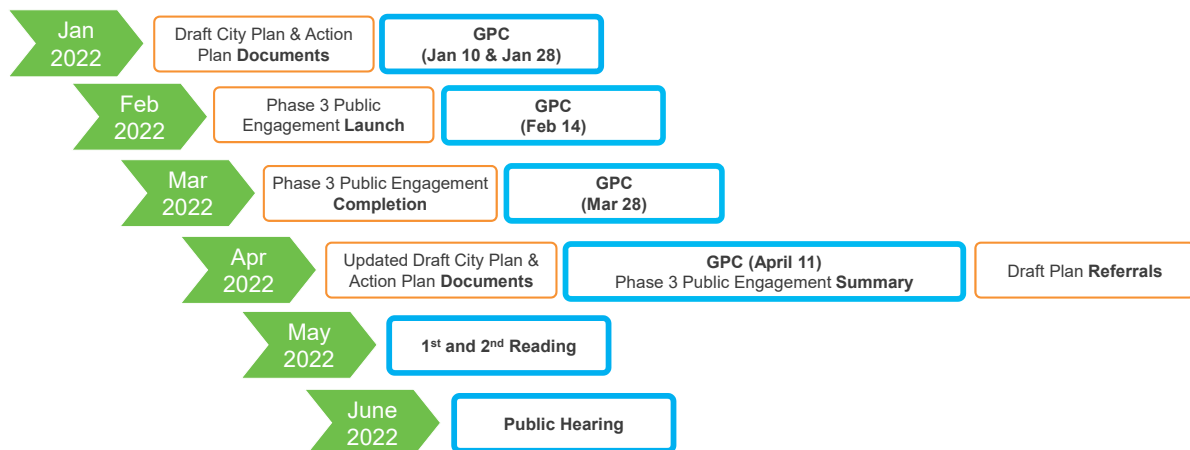 Jan
2022
Draft City Plan & Action
Plan Documents
GPC
(Jan 10 & Jan 28)
Feb
2022
Phase 3 Public
Engagement Launch
GPC
(Feb 14)
Mar
2022
Phase 3 Public Engagement
Completion
GPC
(Mar 28)
Apr
2022
Updated Draft City Plan &
Action Plan Documents
GPC (April 11)
Phase 3 Public Engagement Summary
Draft Plan Referrals
May
2022
1st and 2nd Reading
June
2022
Public Hearing